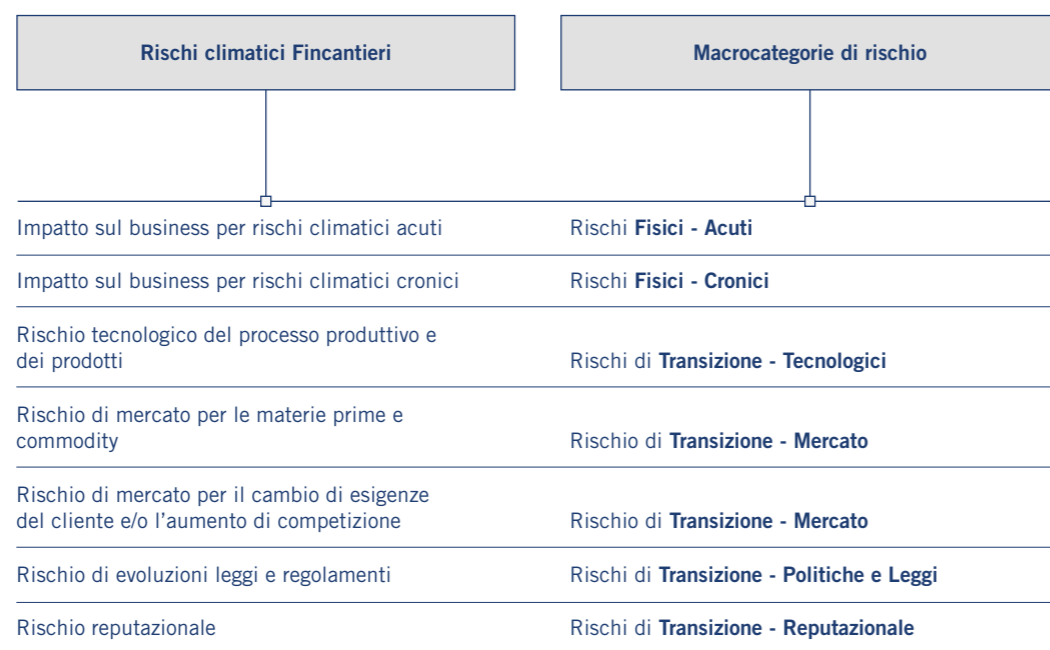 Rischi climatici Fincantieri
Macrocategorie di rischio
Impatto sul business per rischi climatici acuti
Rischi Fisici - Acuti
Impatto sul business per rischi climatici cronici
Rischi Fisici - Cronici
Rischio tecnologico del processo produttivo e
dei prodotti
Rischi di Transizione - Tecnologici
Rischio di mercato per le materie prime e
commodity
Rischio di Transizione - Mercato
Rischio di mercato per il cambio di esigenze
del cliente e/o l’aumento di competizione
Rischio di Transizione - Mercato
Rischio di evoluzioni leggi e regolamenti
Rischi di Transizione - Politiche e Leggi
Rischio reputazionale
Rischi di Transizione - Reputazionale